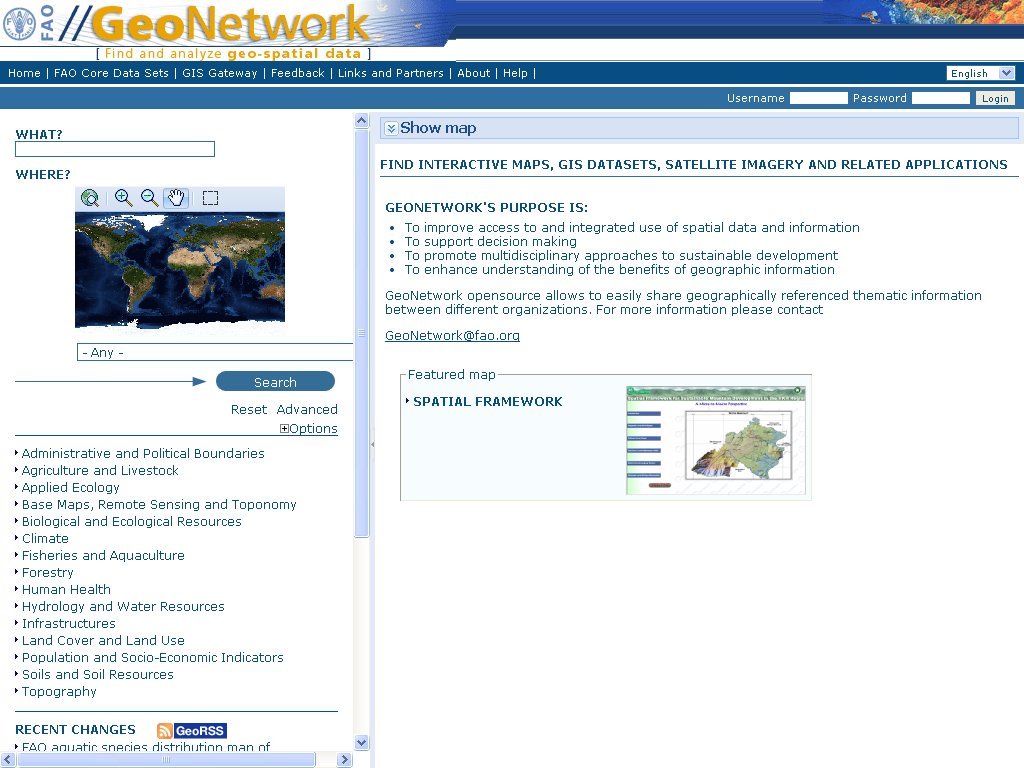 FAO //GeoNetwork
[ Find and analyze geo-spatial data ]
Home | FAO Core Data Sets | GIS Gateway | Feedback | Links and Partners | About | Help |
English
Username Password Login
WHAT?
WHERE?
- Any -
Search
Reset Advanced
Options
Administrative and Political Boundaries
Agriculture and Livestock
Applied Ecology
Base Maps, Remote Sensing and Toponomy
Biological and Ecological Resources
Climate
Fisheries and Aquaculture
Forestry
Human Health
Hydrology and Water Resources
Infrastructures
Land Cover and Land Use
Population and Socio-Economic Indicators
Soils and Soil Resources
Topography
RECENT CHANGES GeoRSS
FAO aquatic species distribution map of
Show map
FIND INTERACTIVE MAPS, GIS DATASETS, SATELLITE IMAGERY AND RELATED APPLICATIONS
GEONETWORK'S PURPOSE IS:
• To improve access to and integrated use of spatial data and information
• To support decision making
• To promote multidisciplinary approaches to sustainable development
• To enhance understanding of the benefits of geographic information
GeoNetwork opensource allows to easily share geographically referenced thematic information
between different organizations. For more information please contact
GeoNetwork@fao.org
Featured map
SPATIAL FRAMEWORK